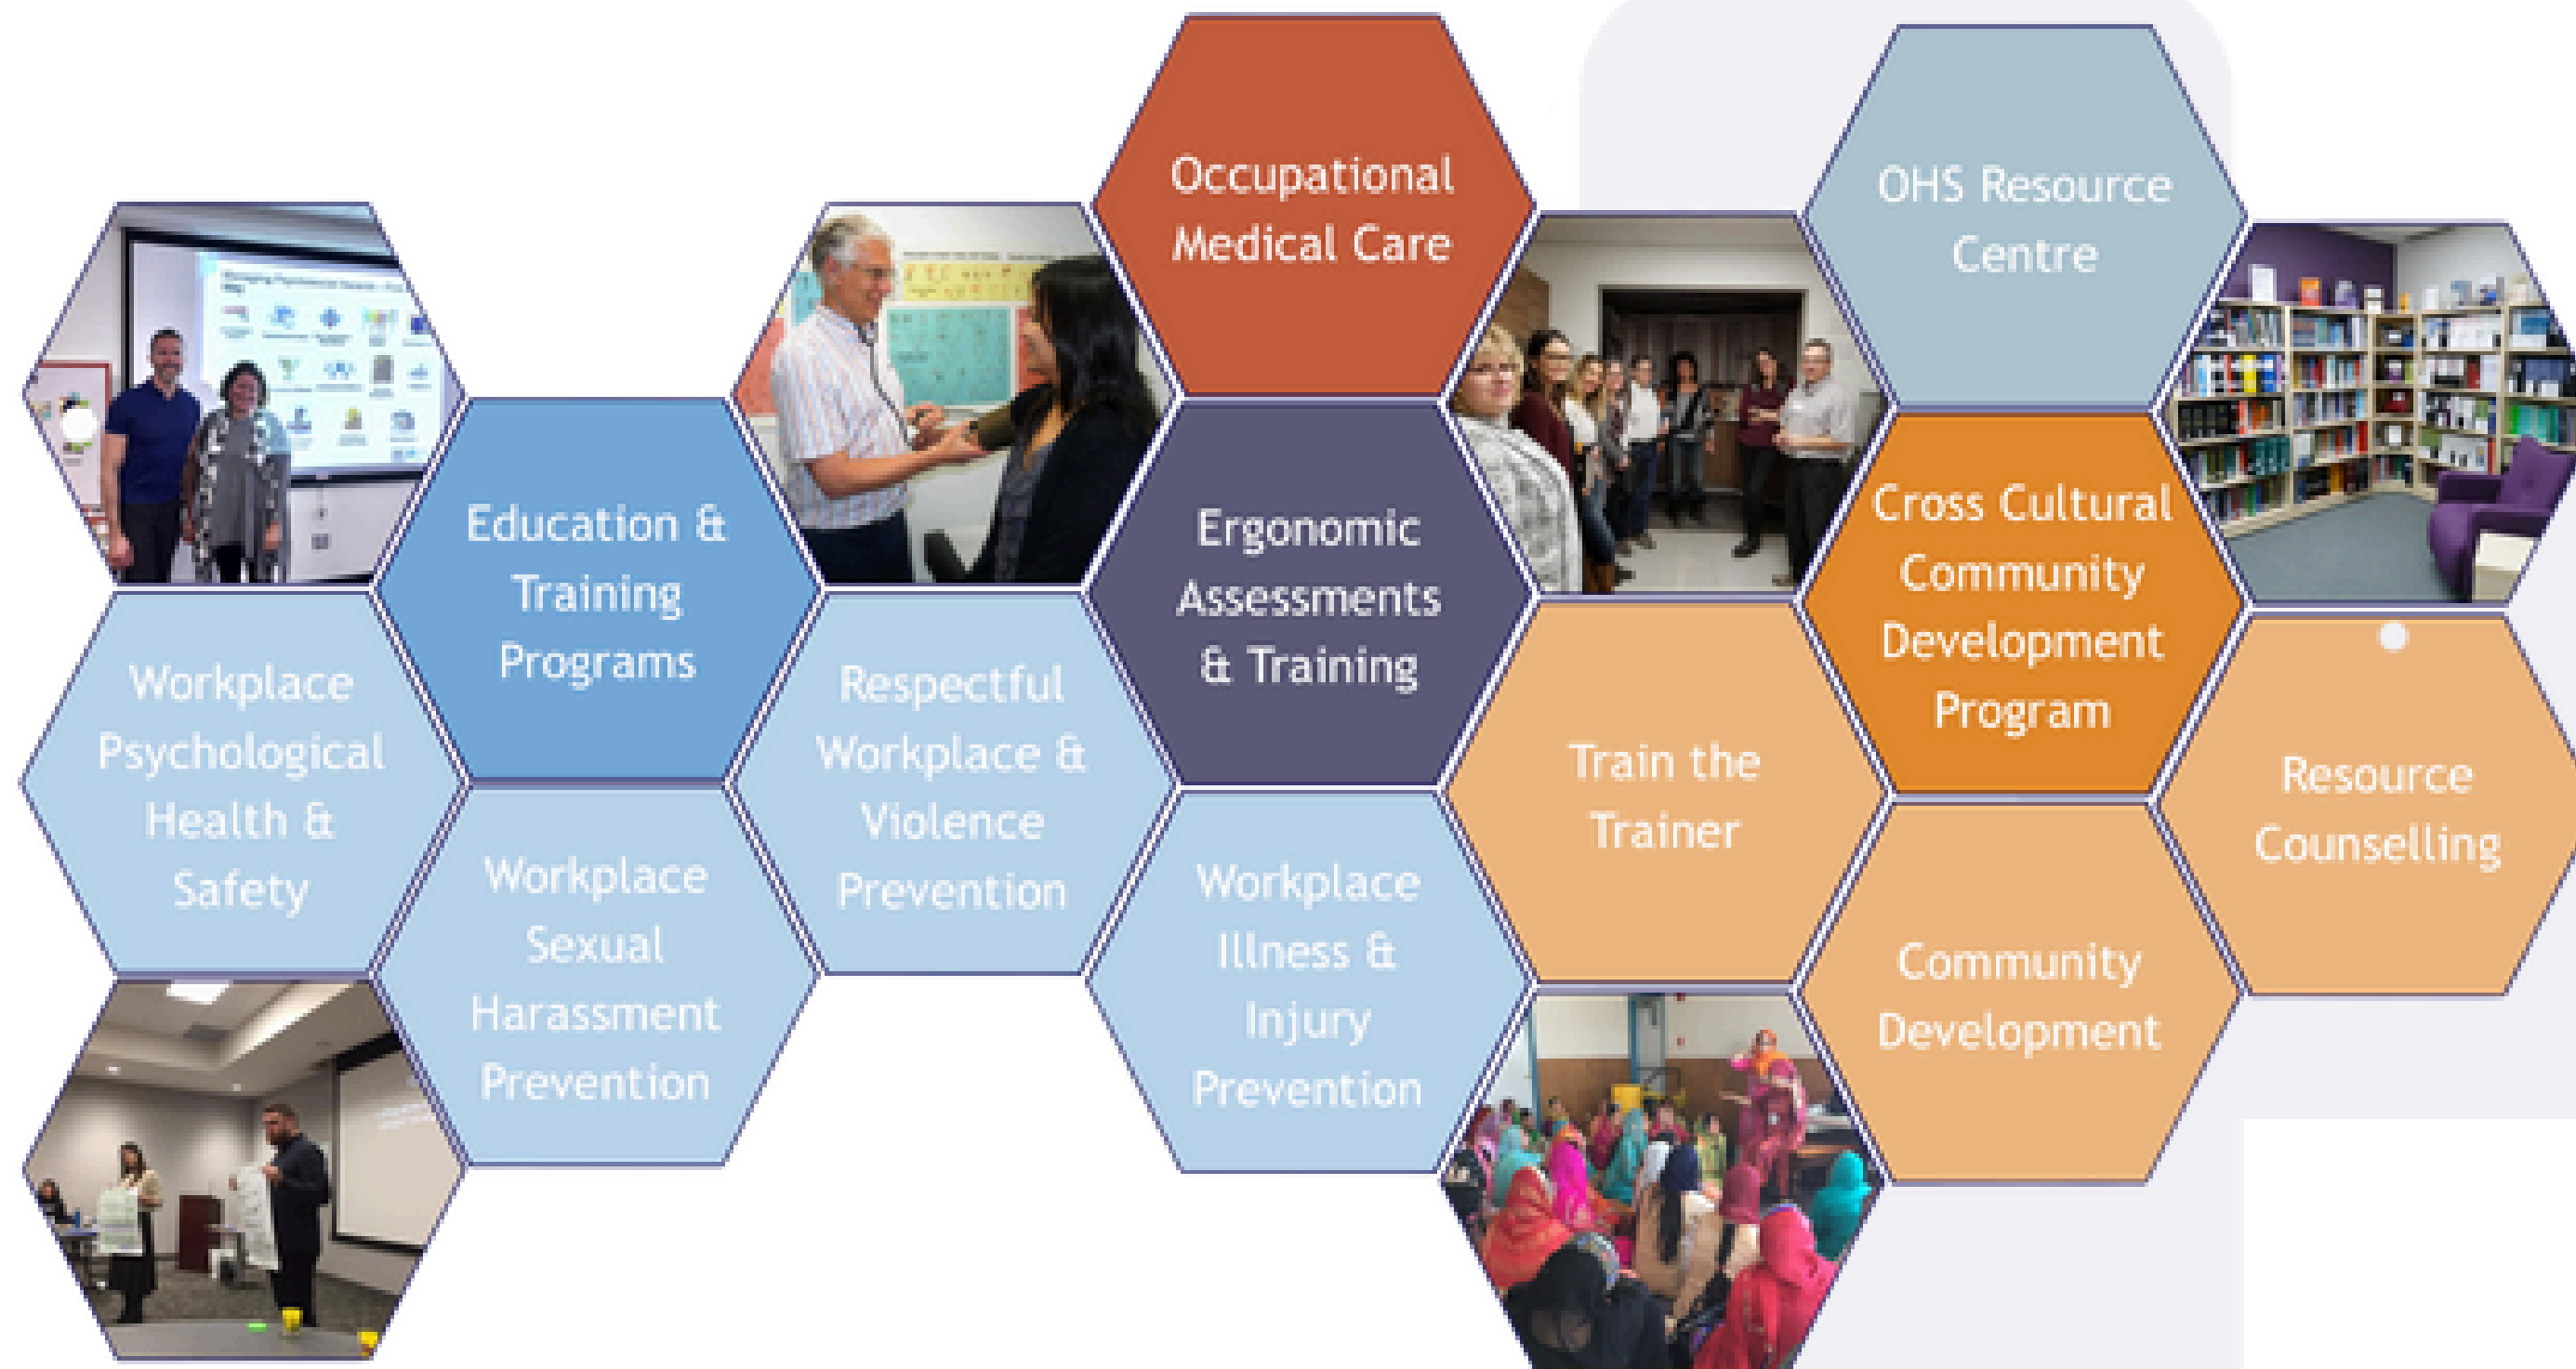 Occupational
Medical Care
OHS Resource
Centre
Education &
Training
Programs
Ergonomic
Assessments
& Training
Cross Cultural
Community
Development
Program
Workplace
Psychological
Health &
Safety
Respectful
Workplace &
Violence
Prevention
Train the
Trainer
Resource
Counselling
Workplace
Sexual
Harassment
Prevention
Workplace
Illness &
Injury
Prevention
Community
Development